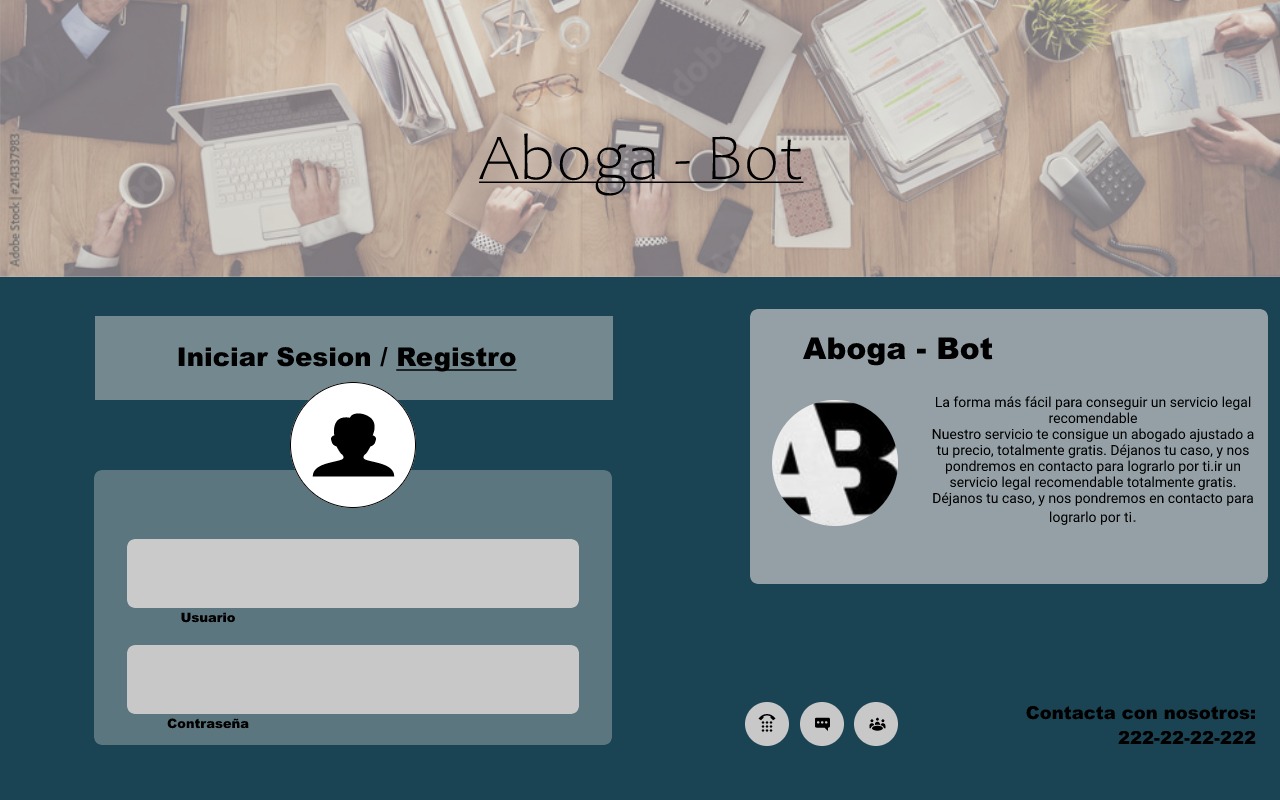 Adobe Stock | #214337983
Aboga - Bot
Iniciar Sesion / Registro
Usuario
Contraseña
Aboga - Bot
AB
La forma más fácil para conseguir un servicio legal
recomendable
Nuestro servicio te consigue un abogado ajustado a
tu precio, totalmente gratis. Déjanos tu caso, y nos
pondremos en contacto para lograrlo por ti.ir un
servicio legal recomendable totalmente gratis.
Déjanos tu caso, y nos pondremos en contacto para
lograrlo por ti.
Contacta con nosotros:
222-22-22-222